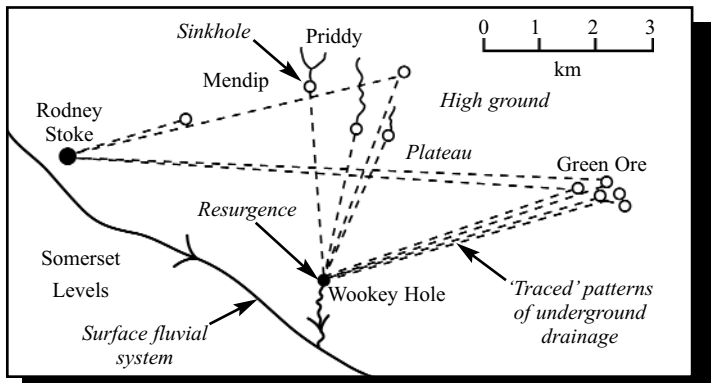 Sinkhole
Priddy
Mendip
0 1 2 3
km
High ground
Rodney
Stoke
Plateau
Green Ore
Resurgence
Somerset
Levels
Wookey Hole
'Traced' patterns
of underground
drainage
Surface fluvial
system